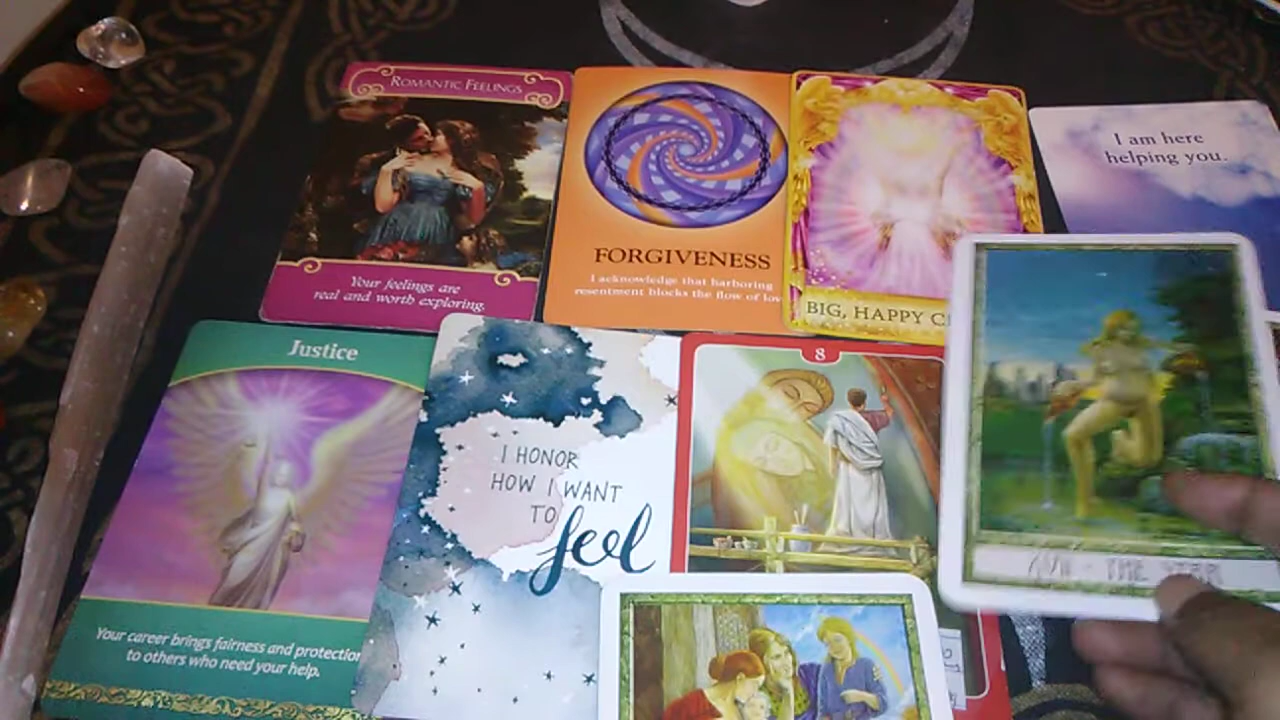 ROMANTIC FEELINGS
Your feelings are
real and worth exploring.
FORGIVENESS
I acknowledge that harboring
resentment blocks the flow of
BIG, HAPPY
I am here
helping you.
Justice
Your career brings fairness and protection
to others who need your help.
I HONOR
HOW I WANT
TO feel
8
THE STAR